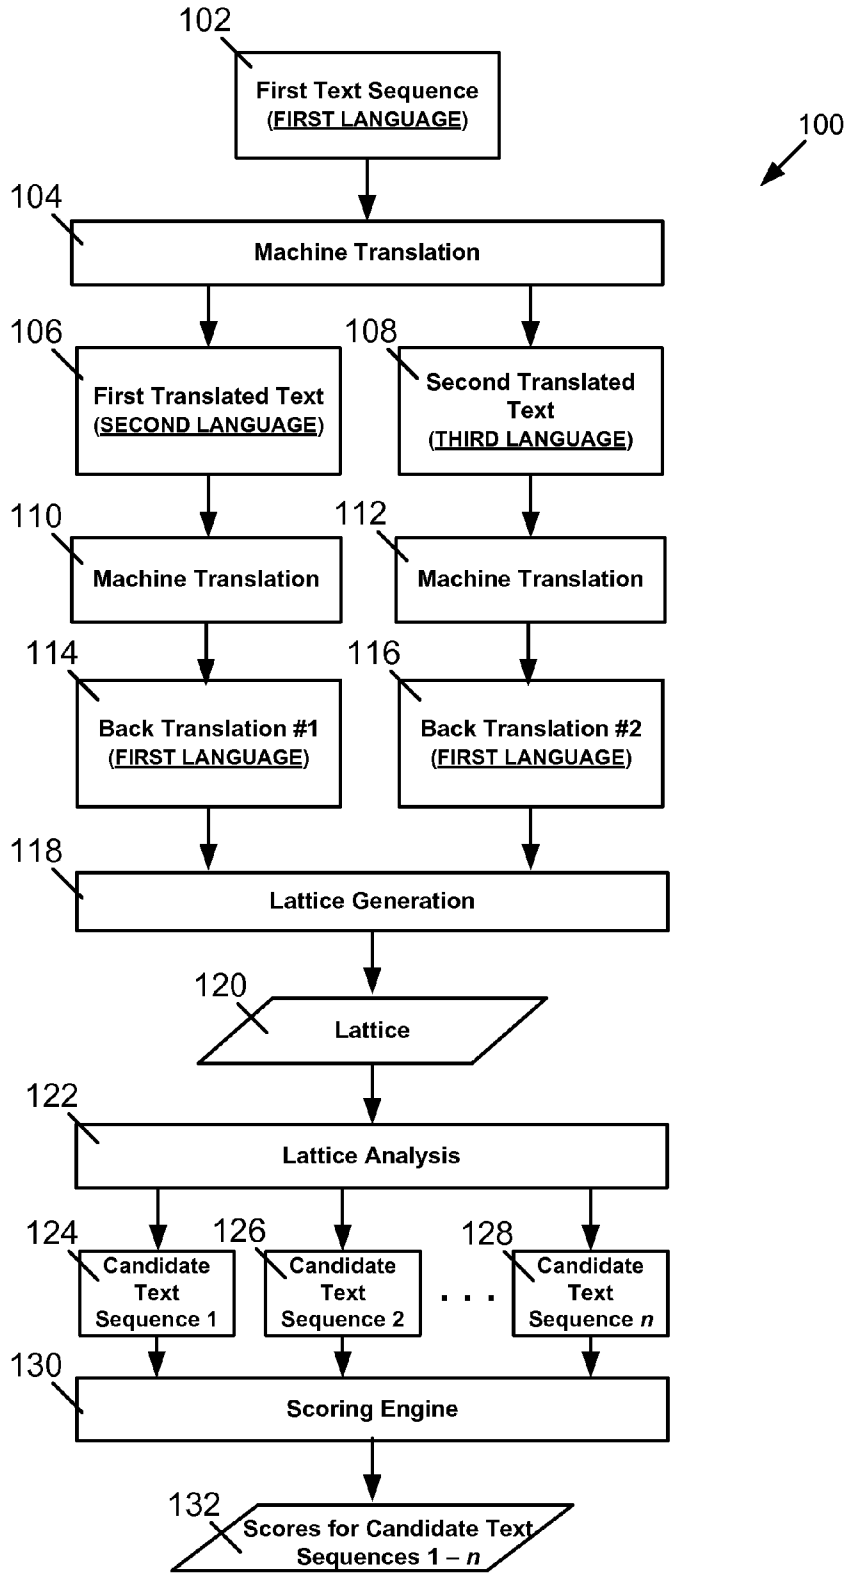 102
First Text Sequence
(FIRST LANGUAGE)
100
104
Machine Translation
106
First Translated Text
(SECOND LANGUAGE)
108
Second Translated
Text
(THIRD LANGUAGE)
110
Machine Translation
112
Machine Translation
114
Back Translation #1
(FIRST LANGUAGE)
116
Back Translation #2
(FIRST LANGUAGE)
118
Lattice Generation
120
Lattice
122
Lattice Analysis
124
Candidate
Text
Sequence 1
126
Candidate
Text
Sequence 2
. . .
128
Candidate
Text
Sequence n
130
Scoring Engine
132
Scores for Candidate Text
Sequences 1 – n